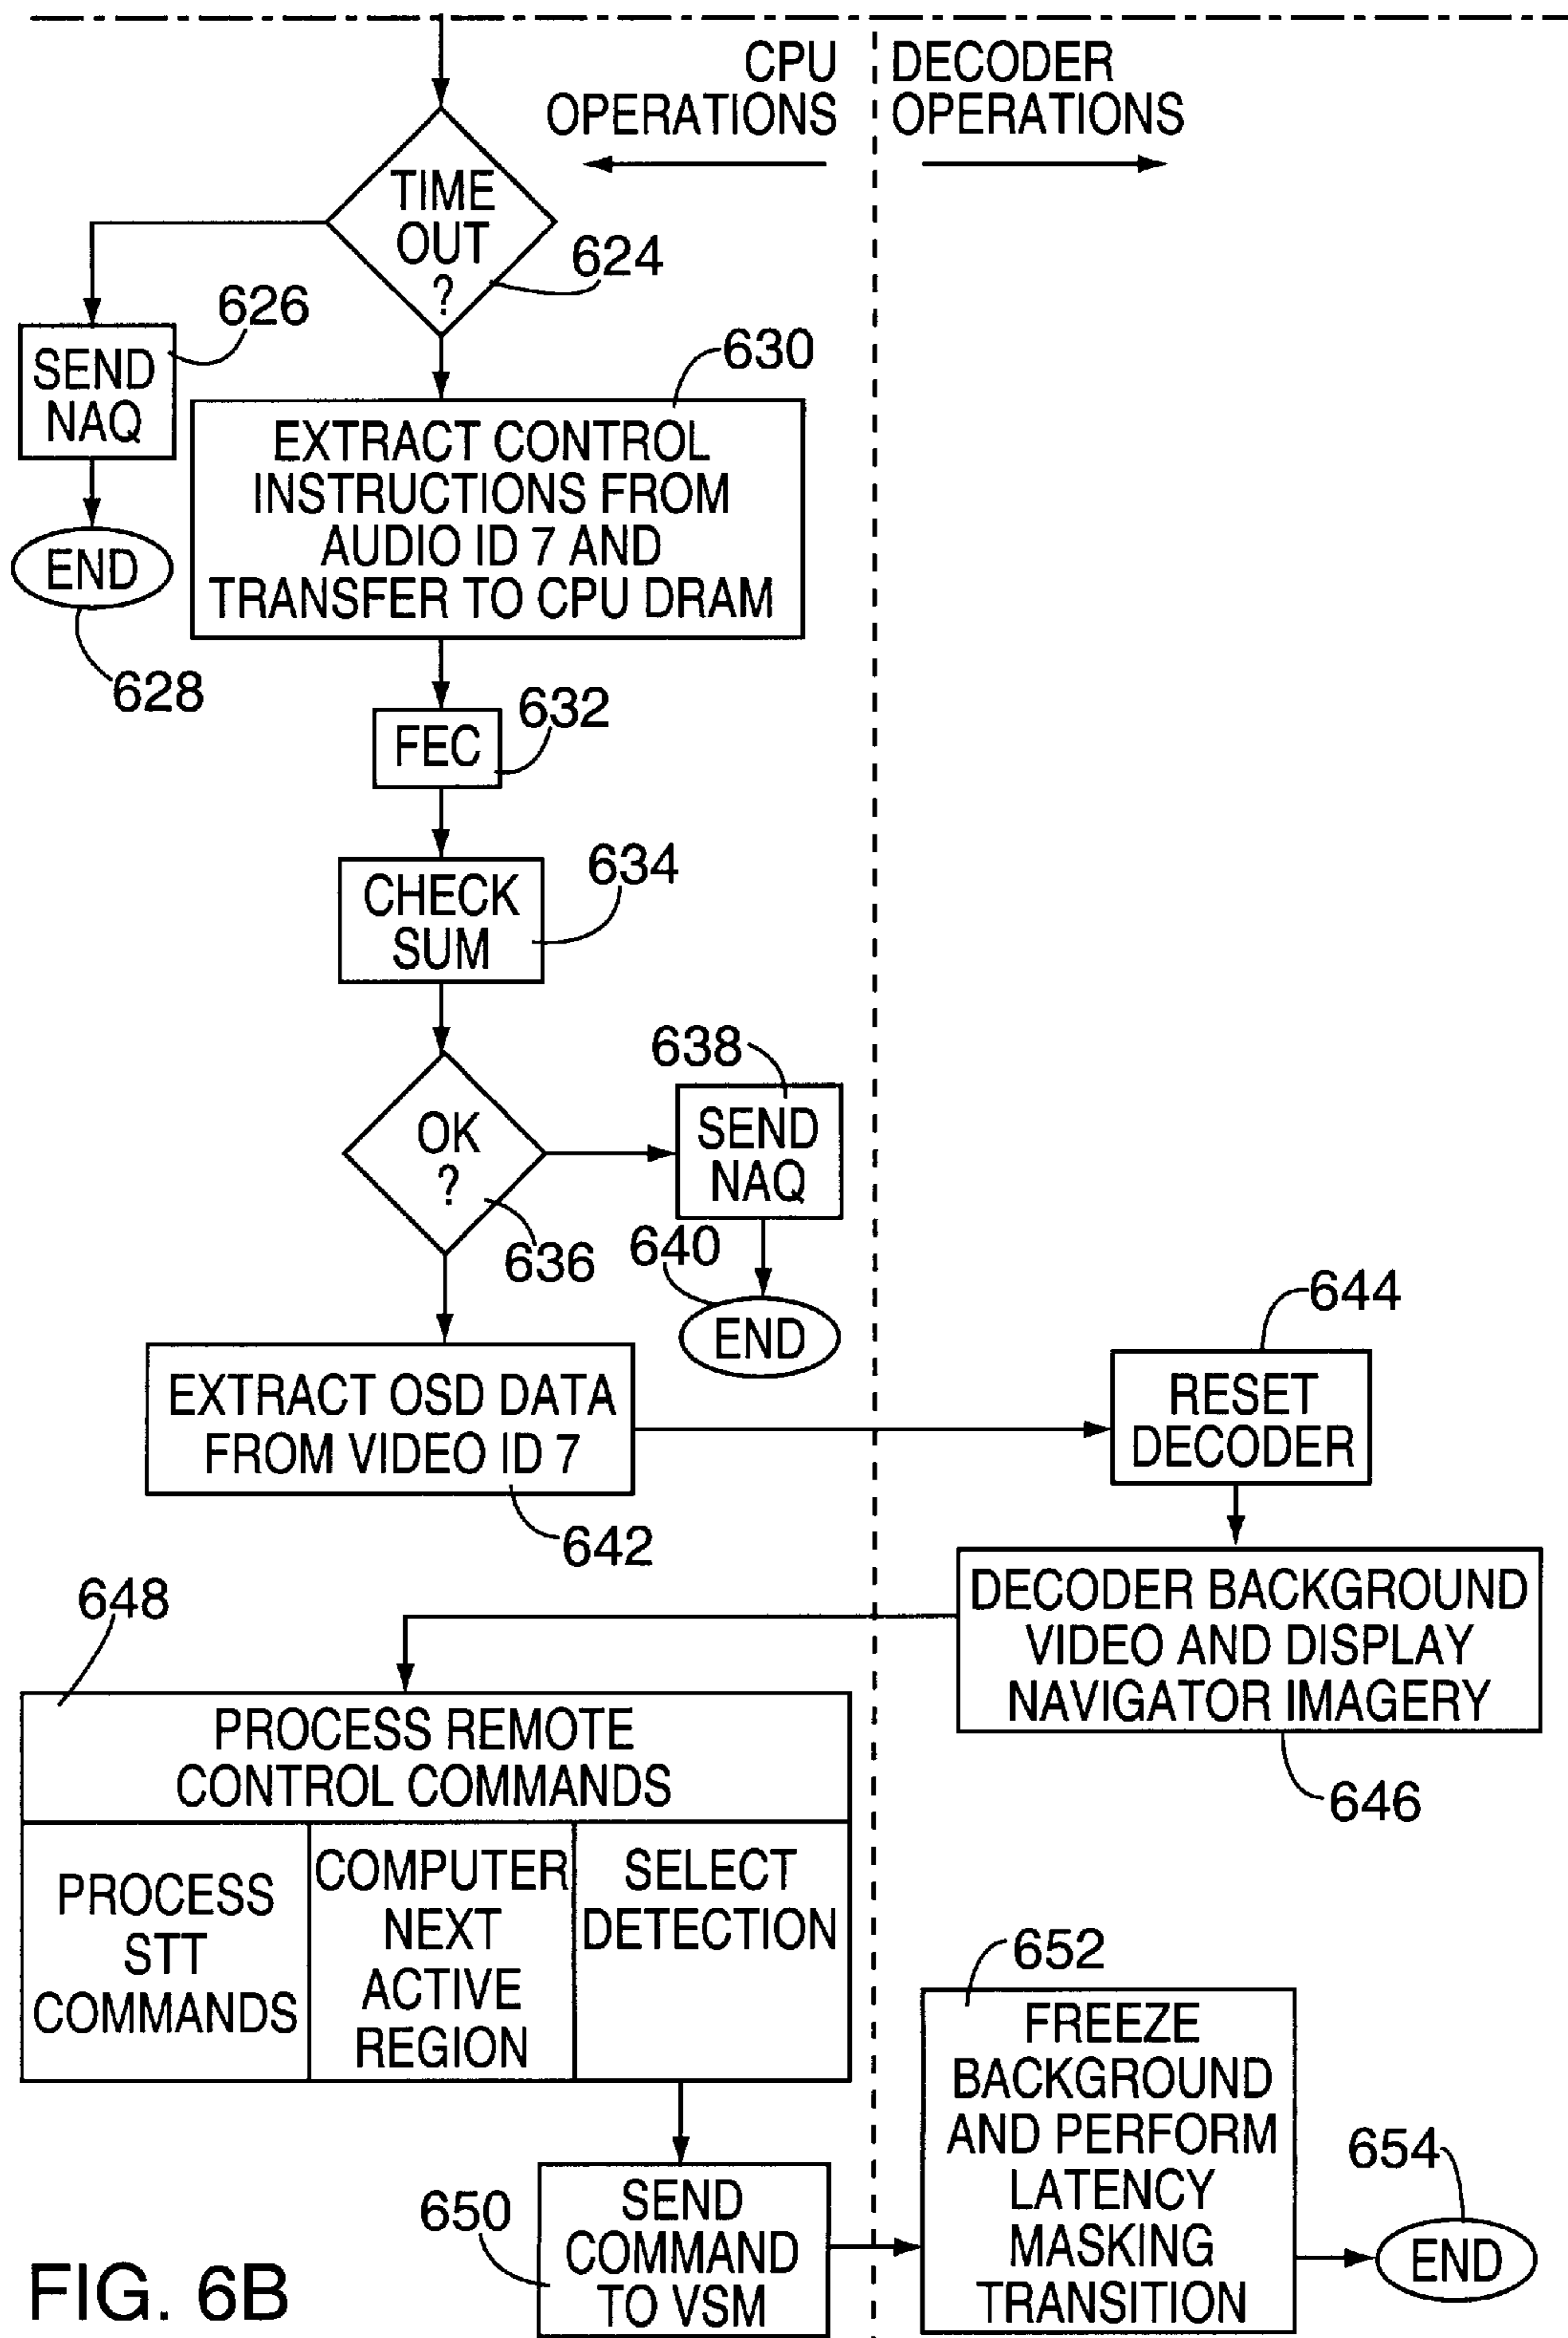 CPU
OPERATIONS
DECODER
OPERATIONS
TIME
OUT
?
624
626
SEND
NAQ
END
628
630
EXTRACT CONTROL
INSTRUCTIONS FROM
AUDIO ID 7 AND
TRANSFER TO CPU DRAM
632
FEC
634
CHECK
SUM
OK
?
636
638
SEND
NAQ
640
END
EXTRACT OSD DATA
FROM VIDEO ID 7
642
644
RESET
DECODER
DECODER BACKGROUND
VIDEO AND DISPLAY
NAVIGATOR IMAGERY
646
648
PROCESS REMOTE
CONTROL COMMANDS
PROCESS
STT
COMMANDS
COMPUTER
NEXT
ACTIVE
REGION
SELECT
DETECTION
650
SEND
COMMAND
TO VSM
652
FREEZE
BACKGROUND
AND PERFORM
LATENCY
MASKING
TRANSITION
654
END
FIG. 6B